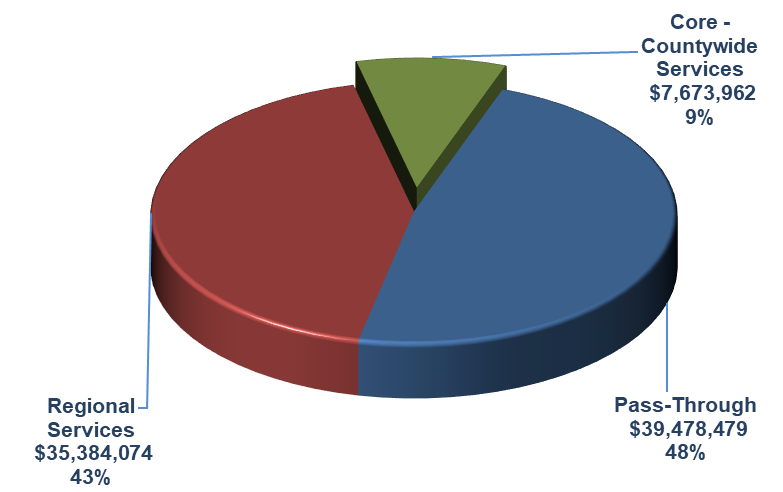 Core -
Countywide
Services
$7,673,962
9%
Regional
Services
$35,384,074
43%
Pass-Through
$39,478,479
48%